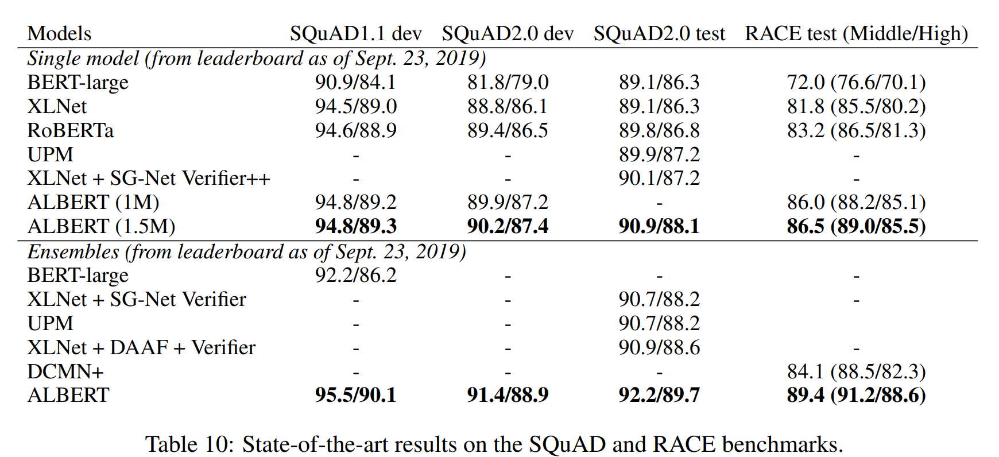 Models SQuAD1.1 dev SQuAD2.0 dev SQuAD2.0 test RACE test (Middle/High)
Single model (from leaderboard as of Sept. 23, 2019)
BERT-large 90.9/84.1 81.8/79.0 89.1/86.3 72.0 (76.6/70.1)
XLNet 94.5/89.0 88.8/86.1 89.1/86.3 81.8 (85.5/80.2)
RoBERTa 94.6/88.9 89.4/86.5 89.8/86.8 83.2 (86.5/81.3)
UPM - - 89.9/87.2 -
XLNet + SG-Net Verifier++ - - 90.1/87.2 -
ALBERT (1M) 94.8/89.2 89.9/87.2 - 86.0 (88.2/85.1)
ALBERT (1.5M) 94.8/89.3 90.2/87.4 90.9/88.1 86.5 (89.0/85.5)
Ensembles (from leaderboard as of Sept. 23, 2019)
BERT-large 92.2/86.2 - - -
XLNet + SG-Net Verifier - - 90.7/88.2 -
UPM - - 90.7/88.2
XLNet + DAAF + Verifier - - 90.9/88.6 -
DCMN+ - - - 84.1 (88.5/82.3)
ALBERT 95.5/90.1 91.4/88.9 92.2/89.7 89.4 (91.2/88.6)
Table 10: State-of-the-art results on the SQuAD and RACE benchmarks.